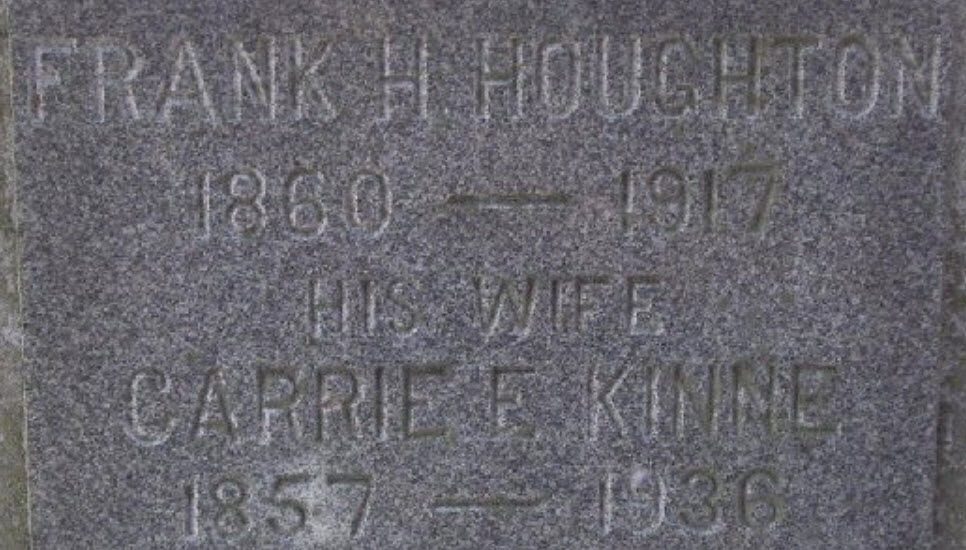 FRANK H HOUGHTON
1860 — 1917
HIS WIFE
CARRIE E KINNE
1857 — 1936